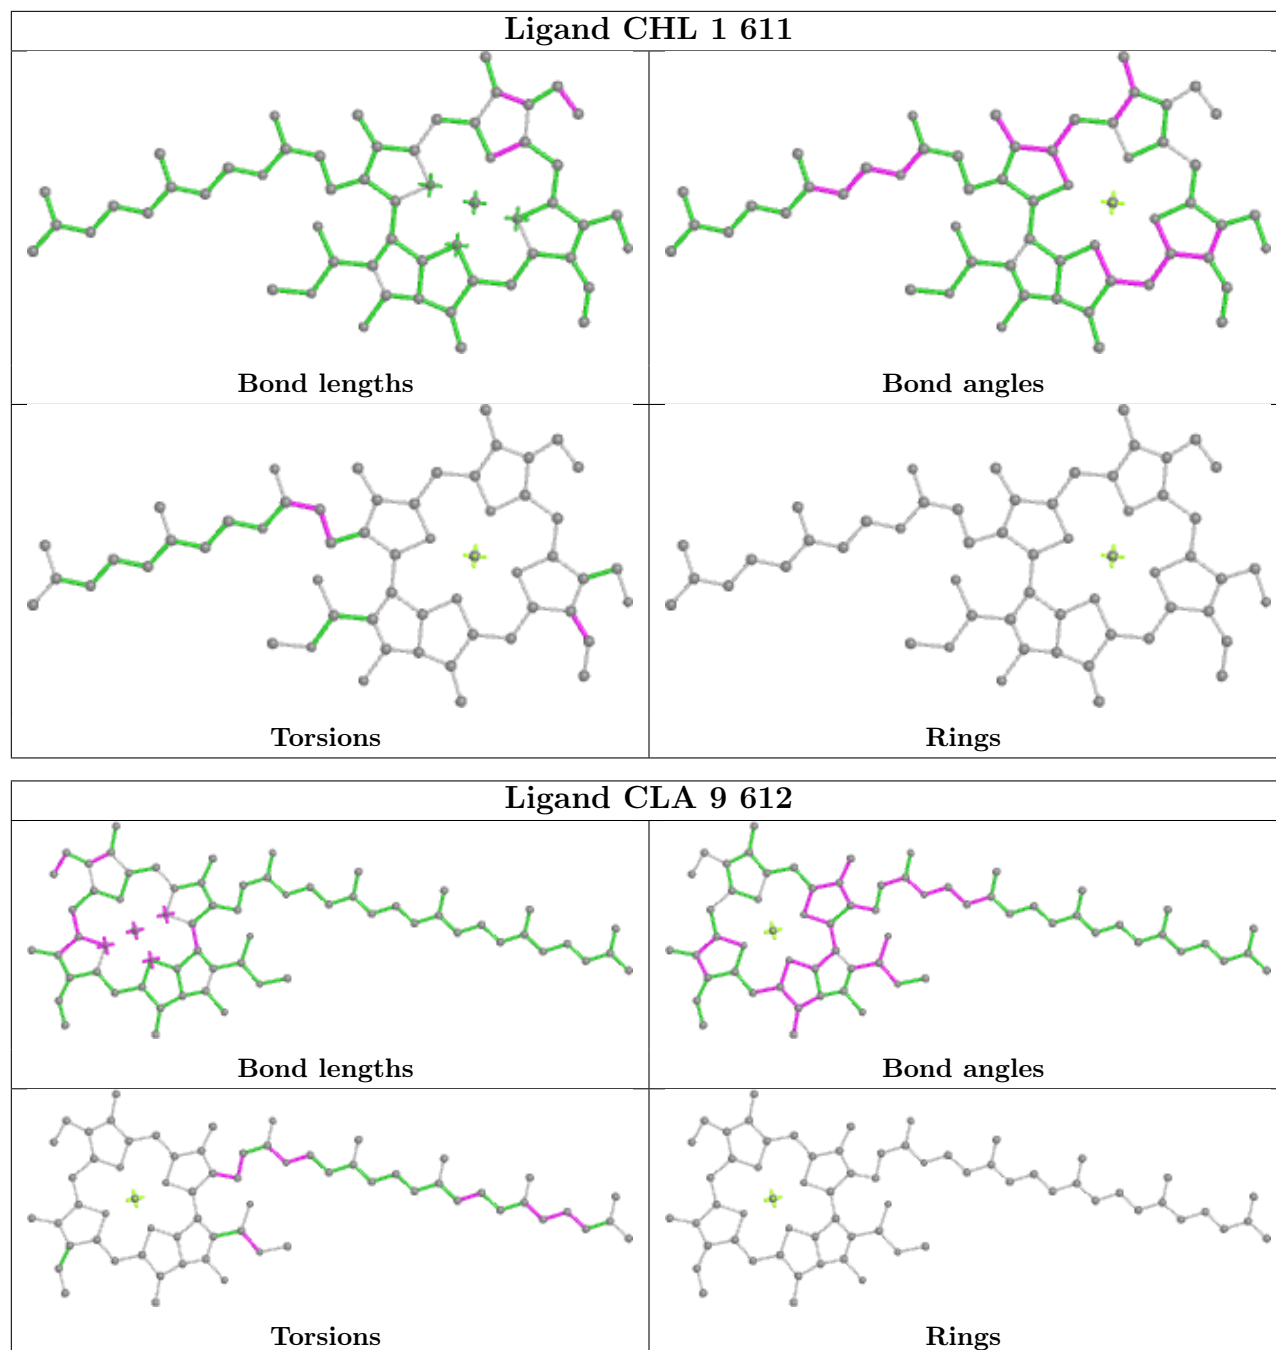 Ligand CHL 1 611
Bond lengths
Bond angles
Torsions
Rings
Ligand CLA 9 612
Bond lengths
Bond angles
Torsions
Rings